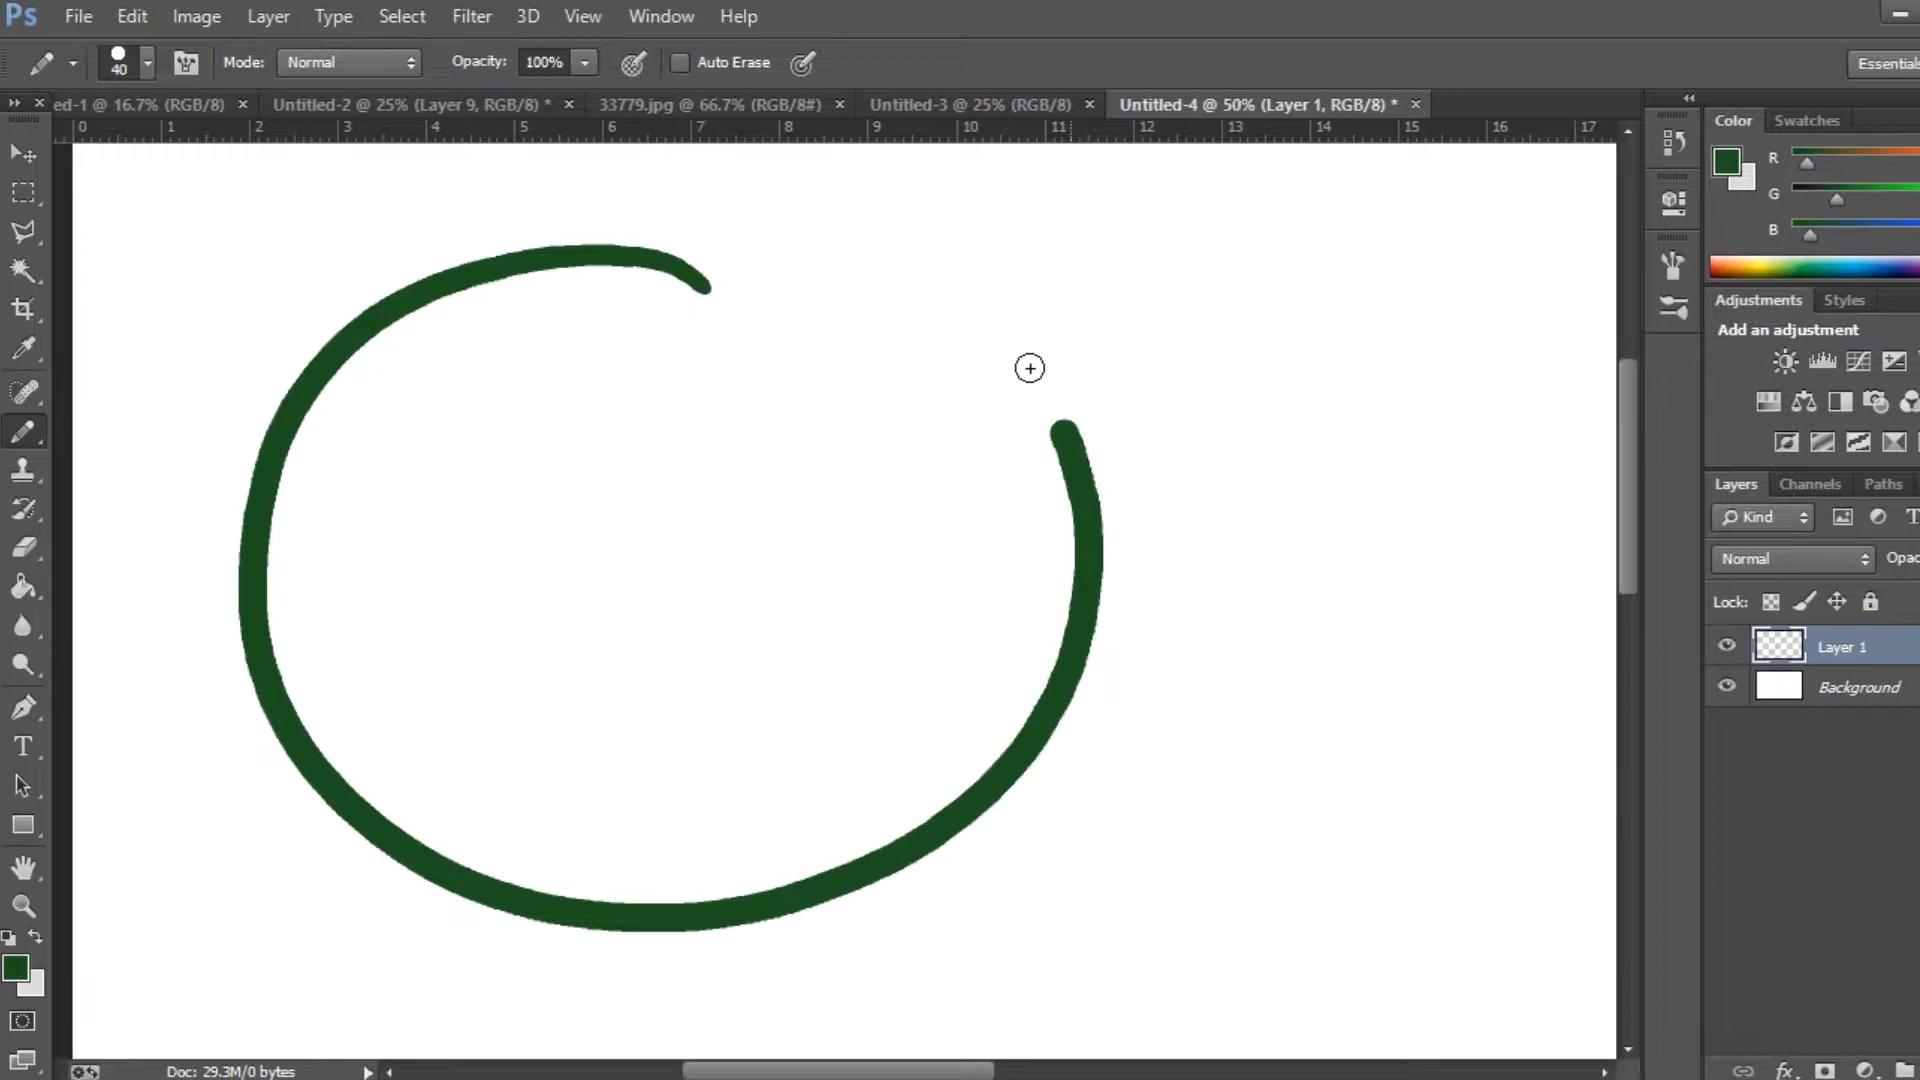 Ps File Edit Image Layer Type Select Filter 3D View Window Help
40 Mode: Normal Opacity: 100% Auto Erase Essentials
ed-1 @ 16.7% (RGB/8) × Untitled-2 @ 25% (Layer 9, RGB/8) * × 33779.jpg @ 66.7% (RGB/8#) × Untitled-3 @ 25% (RGB/8) × Untitled-4 @ 50% (Layer 1, RGB/8) * ×
0 1 2 3 4 5 6 7 8 9 10 11 12 13 14 15 16 17
Color Swatches
R
G
B
Adjustments Styles
Add an adjustment
Layers Channels Paths
Kind T
Normal Opac
Lock:
Layer 1
Background
T
Doc: 29.3M/0 bytes
fx